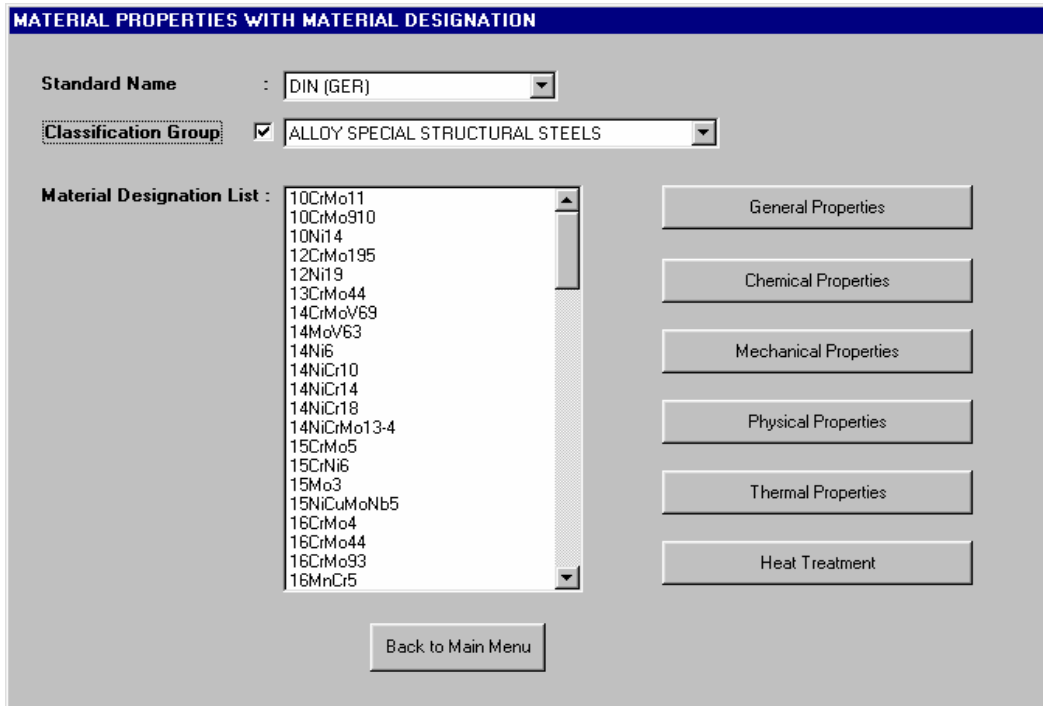 MATERIAL PROPERTIES WITH MATERIAL DESIGNATION
Standard Name : DIN (GER)
Classification Group ALLOY SPECIAL STRUCTURAL STEELS
Material Designation List :
10CrMo11
10CrMo910
10Ni14
12CrMo195
12Ni19
13CrMo44
14CrMoV69
14MoV63
14Ni6
14NiCr10
14NiCr14
14NiCr18
14NiCrMo13-4
15CrMo5
15CrNi6
15Mo3
15NiCuMoNb5
16CrMo4
16CrMo44
16CrMo93
16MnCr5
General Properties
Chemical Properties
Mechanical Properties
Physical Properties
Thermal Properties
Heat Treatment
Back to Main Menu